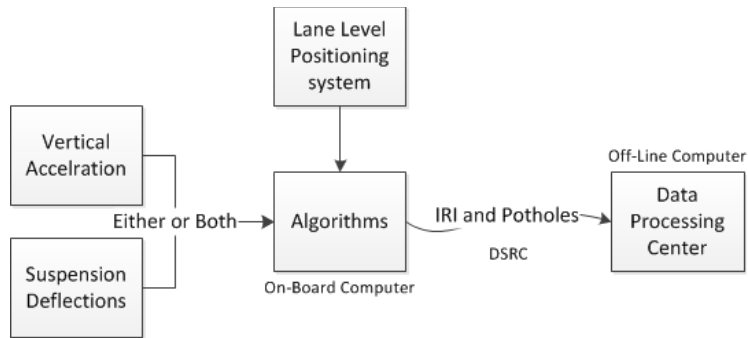 Lane Level
Positioning
system
Vertical
Accelration
Off-Line Computer
Either or Both
Algorithms
IRI and Potholes
Data
Processing
Center
DSRC
Suspension
Deflections
On-Board Computer